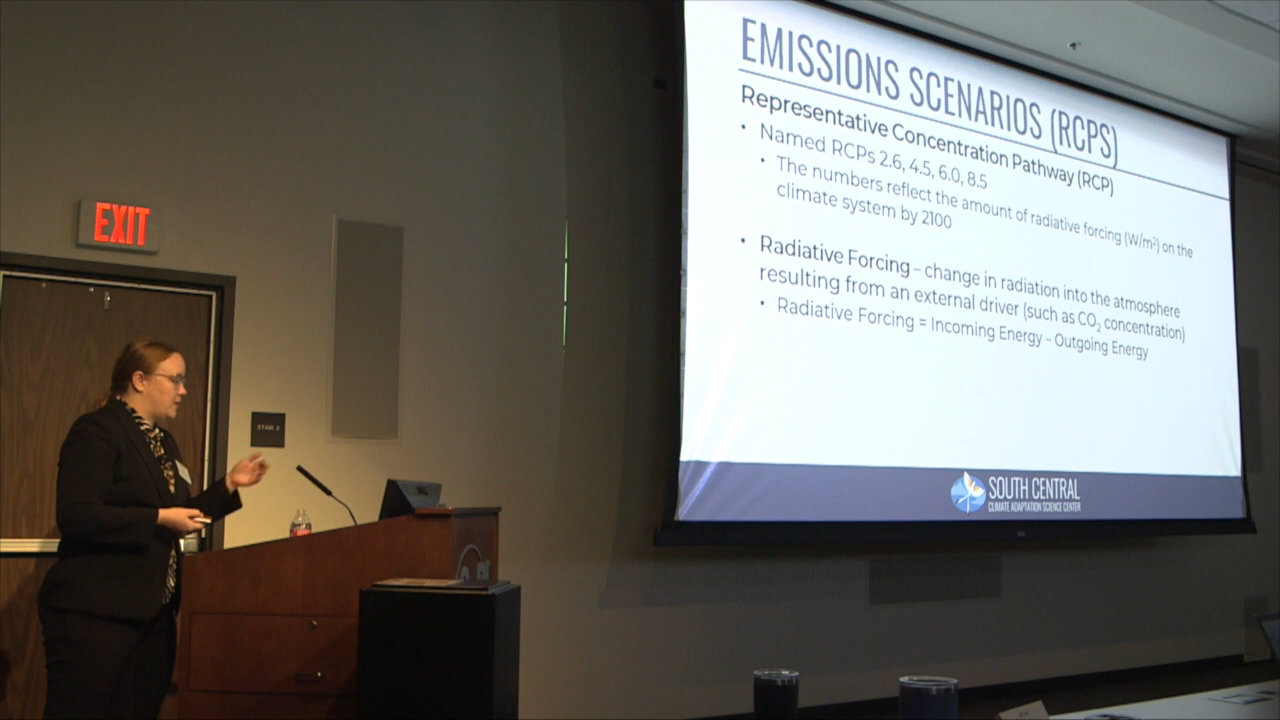 EMISSIONS SCENARIOS (RCPS)
Representative Concentration Pathway (RCP)
• Named RCPs 2.6, 4.5, 6.0, 8.5
• The numbers reflect the amount of radiative forcing (W/m²) on the
climate system by 2100
• Radiative Forcing – change in radiation into the atmosphere
resulting from an external driver (such as CO₂ concentration)
• Radiative Forcing = Incoming Energy – Outgoing Energy
SOUTH CENTRAL
CLIMATE ADAPTATION SCIENCE CENTER
EXIT
STAIR 2